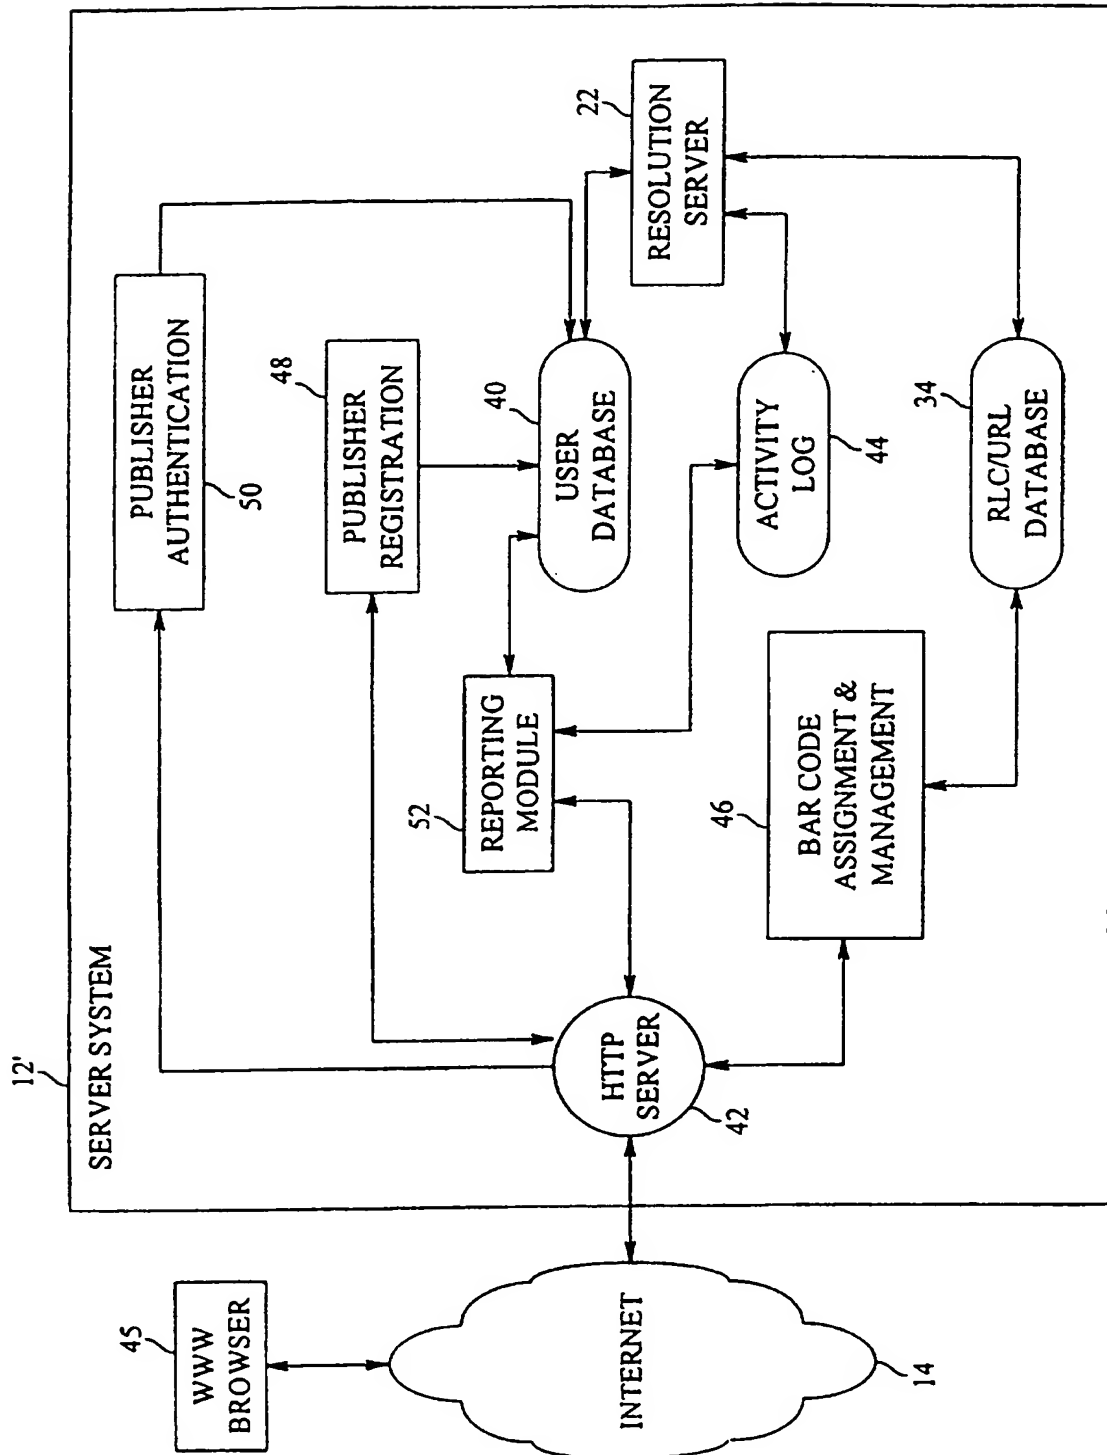 12'
SERVER SYSTEM
PUBLISHER
AUTHENTICATION
50
48
PUBLISHER
REGISTRATION
40
USER
DATABASE
22
RESOLUTION
SERVER
52
REPORTING
MODULE
ACTIVITY
LOG
44
34
RLC/URL
DATABASE
46
BAR CODE
ASSIGNMENT &
MANAGEMENT
HTTP
SERVER
42
45
WWW
BROWSER
INTERNET
14